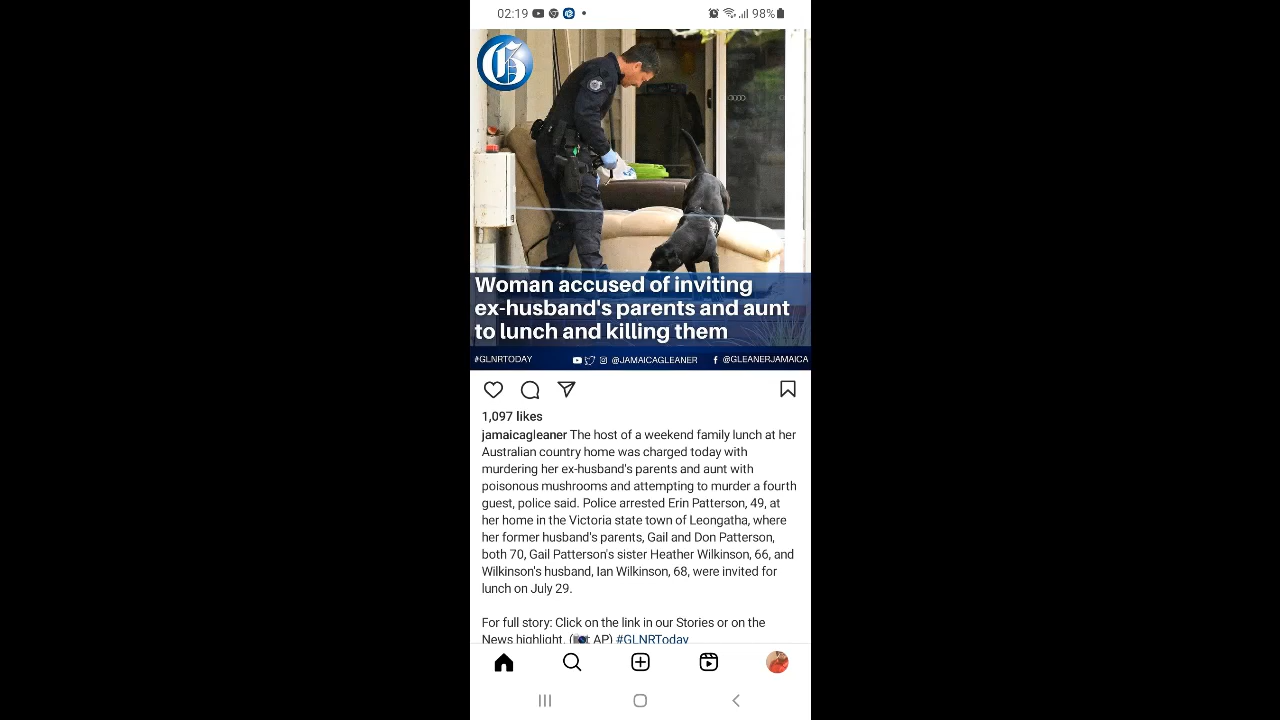 02:19
98%
G
Woman accused of inviting
ex-husband's parents and aunt
to lunch and killing them
#GLNRTODAY
@JAMAICAGLEANER
@GLEANERJAMAICA
1,097 likes
jamaicagleaner The host of a weekend family lunch at her
Australian country home was charged today with
murdering her ex-husband's parents and aunt with
poisonous mushrooms and attempting to murder a fourth
guest, police said. Police arrested Erin Patterson, 49, at
her home in the Victoria state town of Leongatha, where
her former husband's parents, Gail and Don Patterson,
both 70, Gail Patterson's sister Heather Wilkinson, 66, and
Wilkinson's husband, Ian Wilkinson, 68, were invited for
lunch on July 29.
For full story: Click on the link in our Stories or on the
News highlight. (📷: AP) #GLNRToday